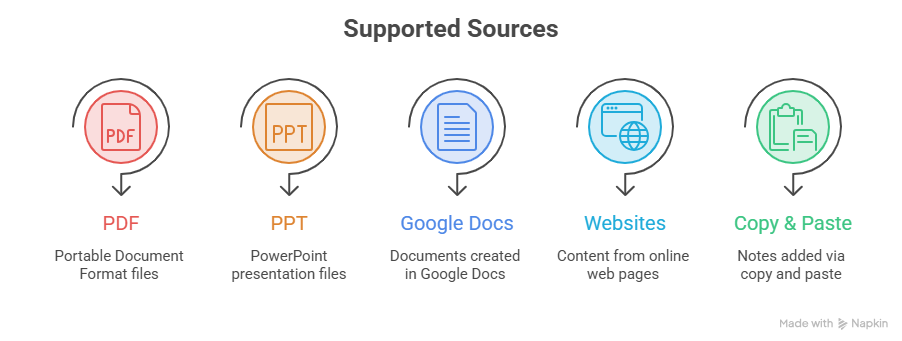 Supported Sources
PDF
PPT
PDF
PPT
Google Docs
Websites
Copy & Paste
Portable Document
Format files
PowerPoint
presentation files
Documents created
in Google Docs
Content from online
web pages
Notes added via
copy and paste
Made with Napkin